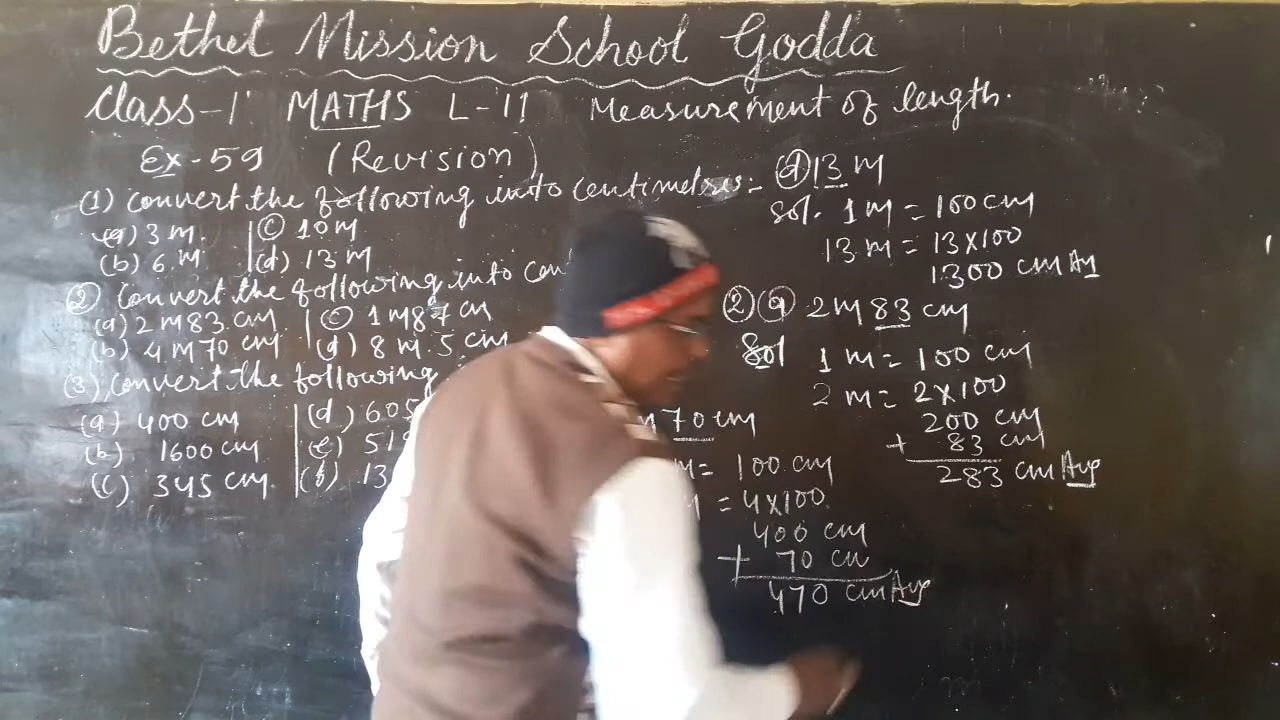 Bethel Mission School Godda
Class-1 MATHS L-11 Measurement of length.
Ex-59 (Revision)
(1) convert the following into centimetres:-
(a) 3 m. (c) 10 m
(b) 6 m (d) 13 m
(2) convert the following into
(a) 2 m 83 cm (c) 1 m 87 cm
(b) 4 m 70 cm (d) 8 m 5 cm
(3) convert the following
(a) 400 cm (d) 605
(b) 1600 cm (e)
(c) 345 cm
(d) 13 m
Sol. 1 m = 100 cm
13 m = 13×100
1300 cm Ans
(2) (a) 2 m 83 cm
Sol 1 m = 100 cm
2 m = 2×100
200 cm
+ 83 cm
283 cm Ans
m 70 cm
m = 100 cm
= 4×100.
400 cm
+ 70 cm
470 cm Ans